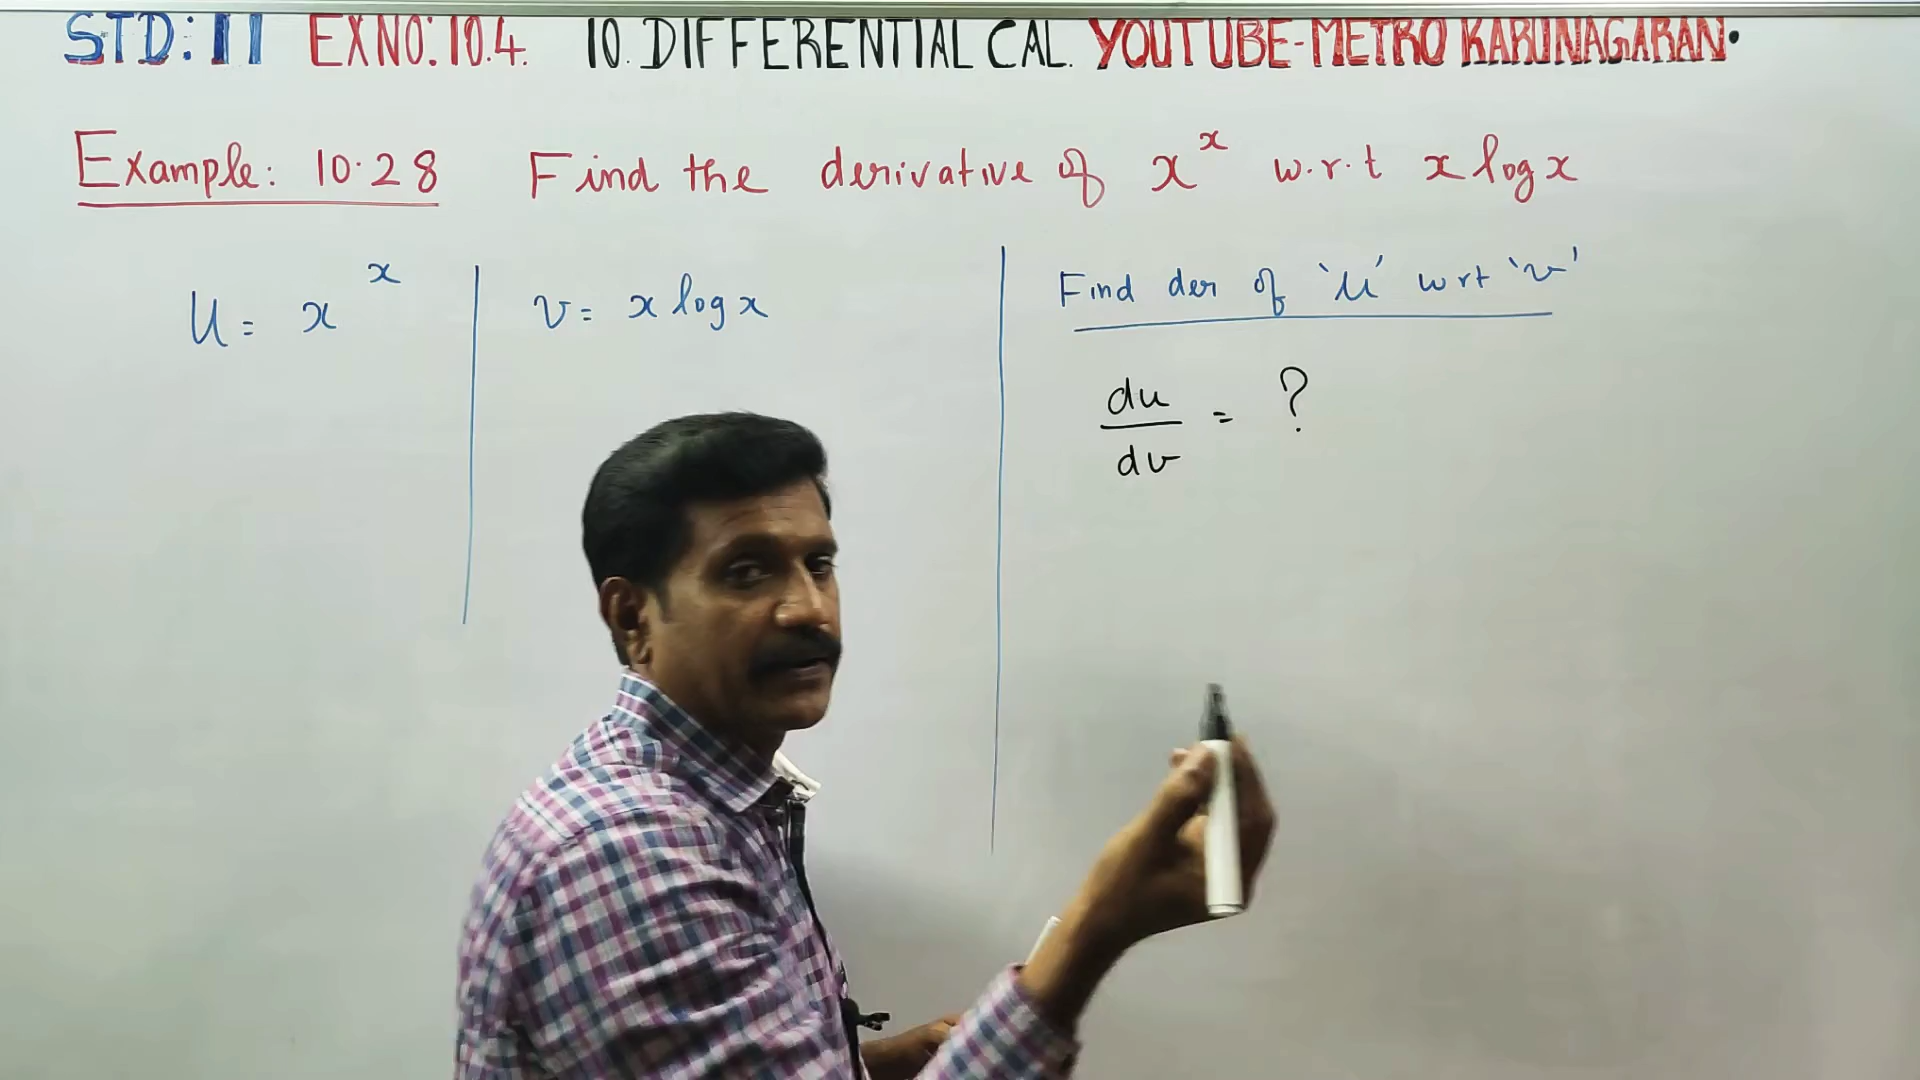 STD: 11 EXNO: 10.4. 10. DIFFERENTIAL CAL. YOUTUBE-METRO KARUNAGARAN.
Example: 10.28 Find the derivative of x^x w.r.t x log x
U = x^x
v = x log x
Find der of 'u' wrt 'v'
du/dv = ?